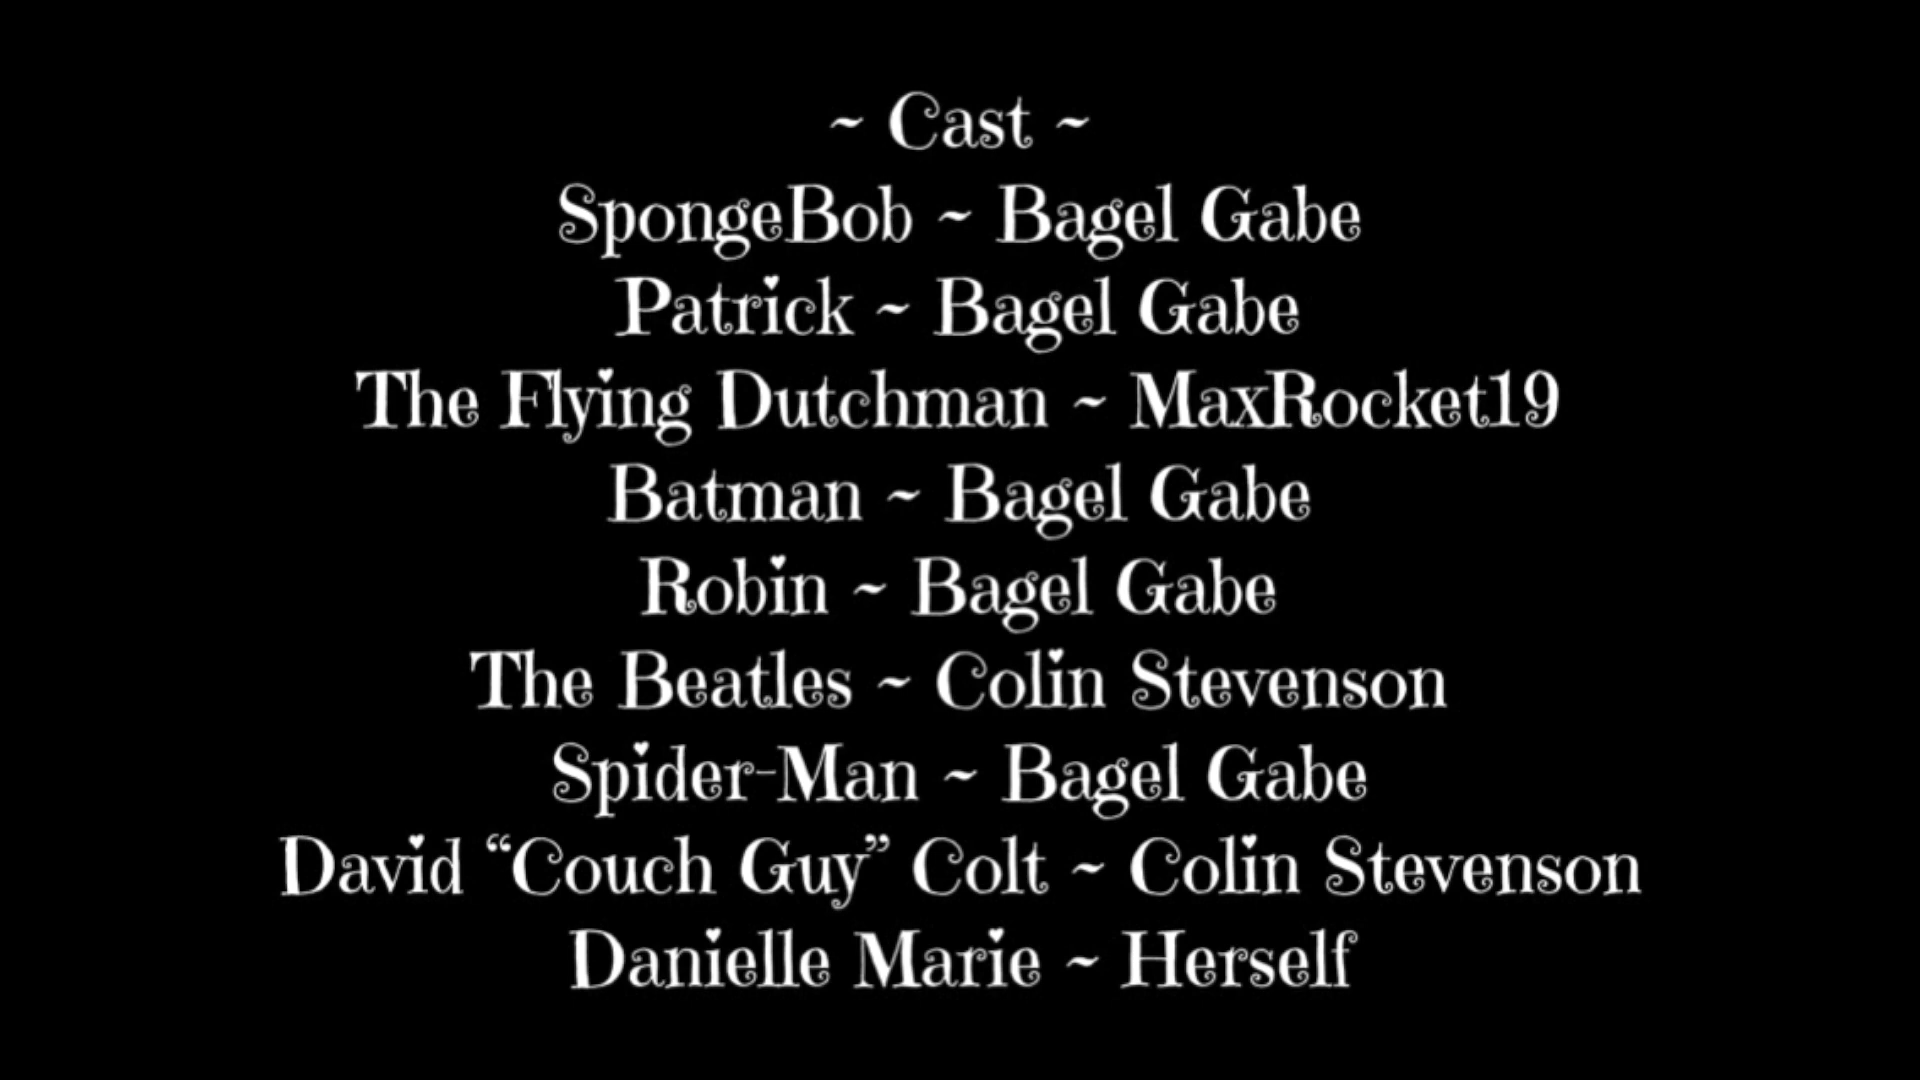 ~ Cast ~
SpongeBob ~ Bagel Gabe
Patrick ~ Bagel Gabe
The Flying Dutchman ~ MaxRocket19
Batman ~ Bagel Gabe
Robin ~ Bagel Gabe
The Beatles ~ Colin Stevenson
Spider-Man ~ Bagel Gabe
David “Couch Guy” Colt ~ Colin Stevenson
Danielle Marie ~ Herself